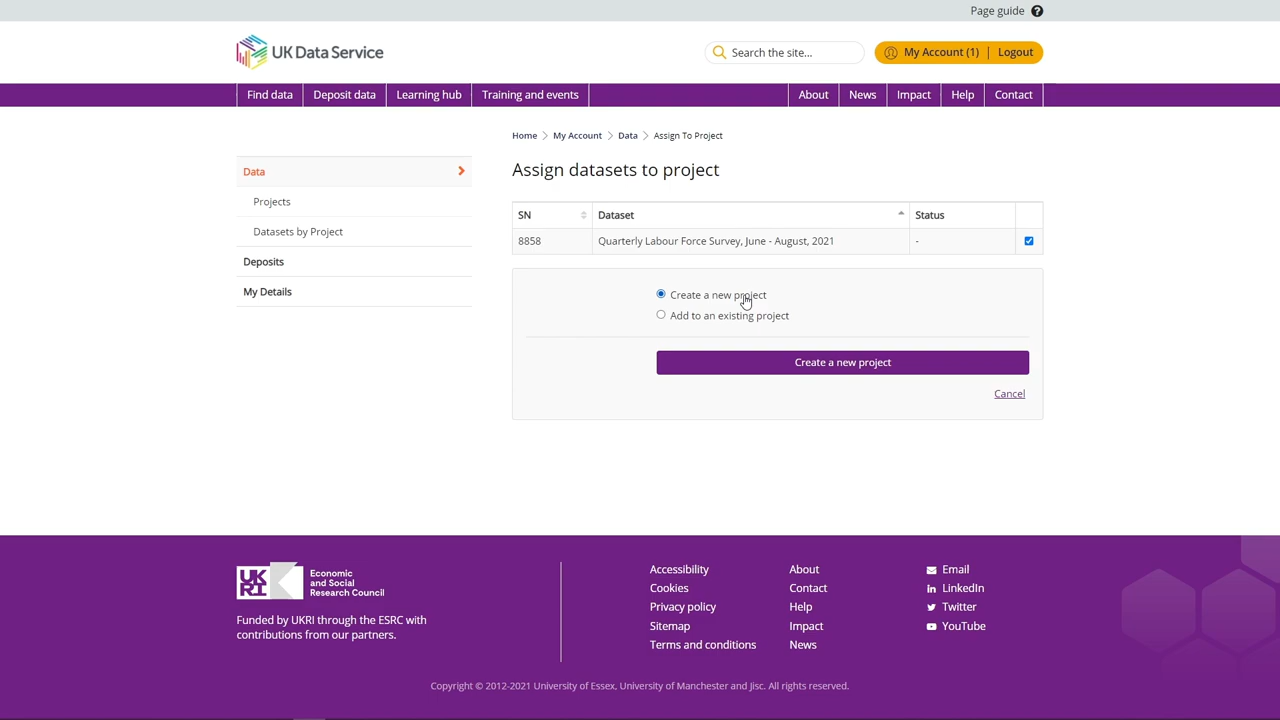 Page guide ?
UK Data Service
Search the site...
My Account (1) | Logout
Find data
Deposit data
Learning hub
Training and events
About
News
Impact
Help
Contact
Home > My Account > Data > Assign To Project
Data
Projects
Datasets by Project
Deposits
My Details
Assign datasets to project
SN Dataset Status
8858 Quarterly Labour Force Survey, June - August, 2021 -
Create a new project
Add to an existing project
Create a new project
Cancel
UKRI
Economic
and Social
Research Council
Funded by UKRI through the ESRC with
contributions from our partners.
Accessibility
Cookies
Privacy policy
Sitemap
Terms and conditions
About
Contact
Help
Impact
News
Email
LinkedIn
Twitter
YouTube
Copyright © 2012-2021 University of Essex, University of Manchester and Jisc. All rights reserved.